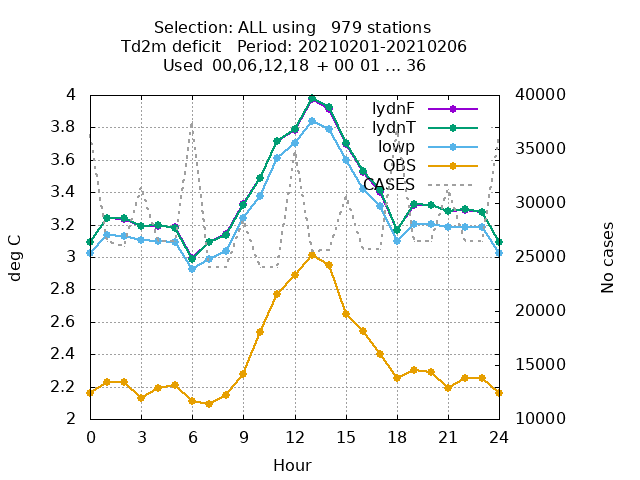 Selection: ALL using   979 stations
Td2m deficit   Period: 20210201-20210206
Used  00,06,12,18  + 00 01 ... 36
4
3.8
3.6
3.4
3.2
3
2.8
2.6
2.4
2.2
2
deg C
40000
35000
30000
25000
20000
15000
10000
No cases
lydnF
lydnT
lowp
OBS
CASES
0 3 6 9 12 15 18 21 24
Hour